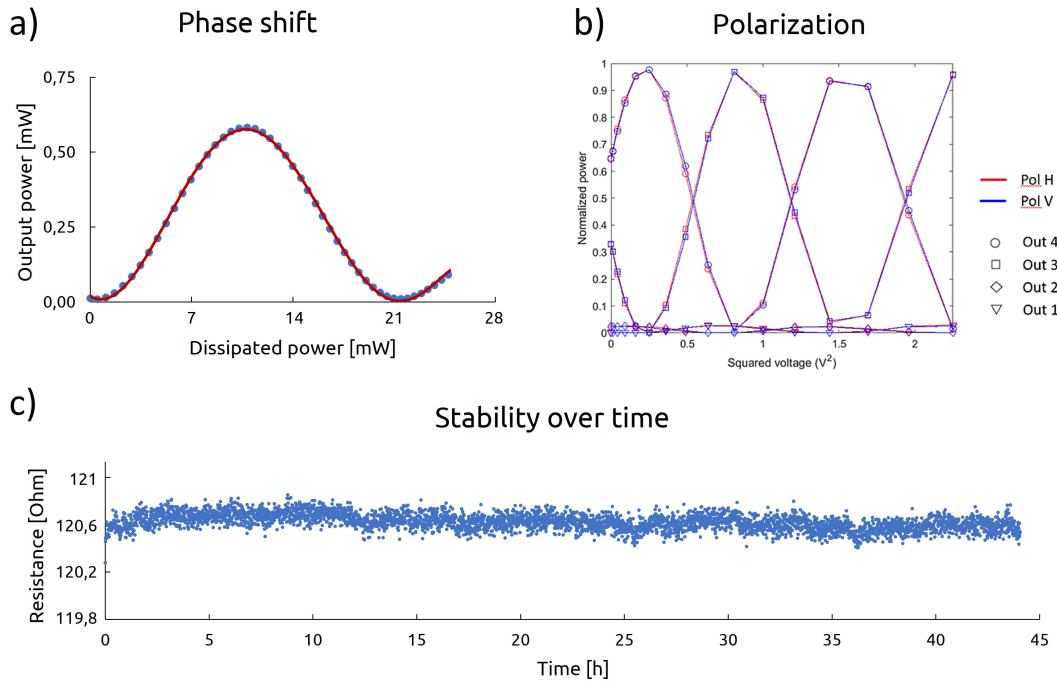 a)
Phase shift
Output power [mW]
0,75
0,50
0,25
0,00
0
7
14
21
28
Dissipated power [mW]
b)
Polarization
Normalized power
1
0.9
0.8
0.7
0.6
0.5
0.4
0.3
0.2
0.1
0
0
0.5
1
1.5
2
Squared voltage (V²)
Pol H
Pol V
Out 4
Out 3
Out 2
Out 1
c)
Stability over time
Resistance [Ohm]
121
120,6
120,2
119,8
0
5
10
15
20
25
30
35
40
45
Time [h]